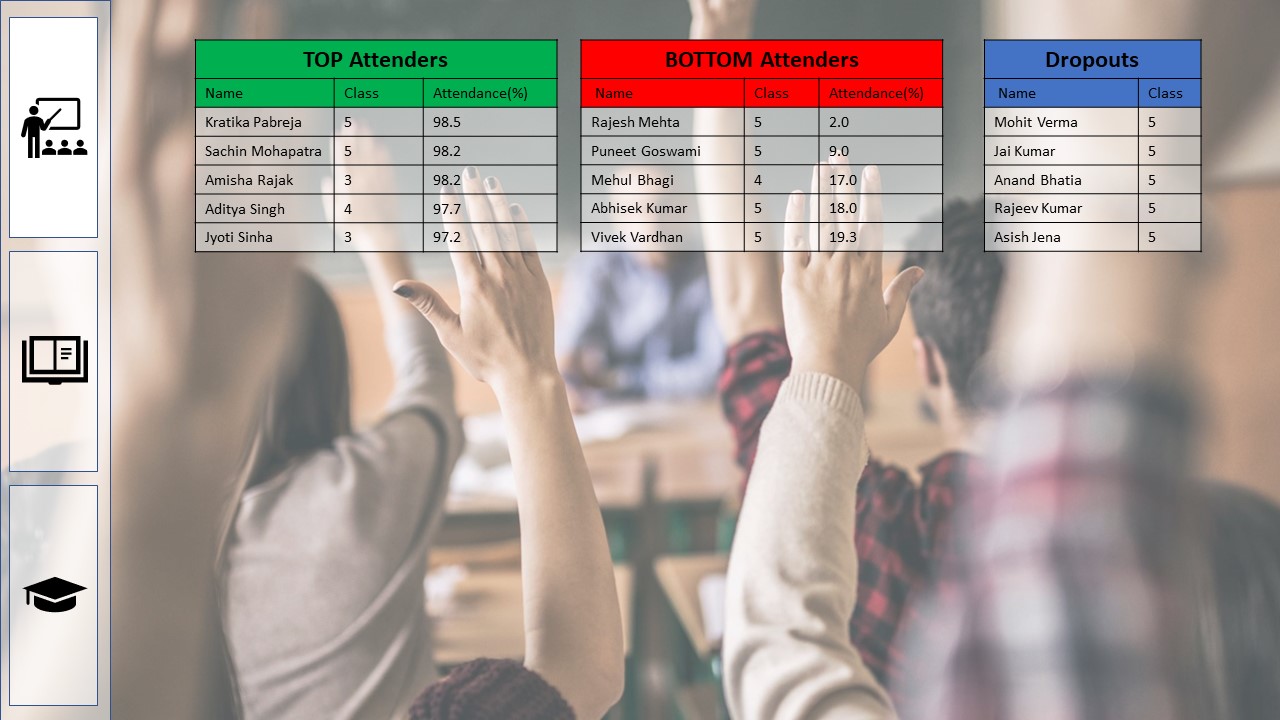 TOP Attenders
Name Class Attendance(%)
Kratika Pabreja 5 98.5
Sachin Mohapatra 5 98.2
Amisha Rajak 3 98.2
Aditya Singh 4 97.7
Jyoti Sinha 3 97.2
BOTTOM Attenders
Name Class Attendance(%)
Rajesh Mehta 5 2.0
Puneet Goswami 5 9.0
Mehul Bhagi 4 17.0
Abhisek Kumar 5 18.0
Vivek Vardhan 5 19.3
Dropouts
Name Class
Mohit Verma 5
Jai Kumar 5
Anand Bhatia 5
Rajeev Kumar 5
Asish Jena 5